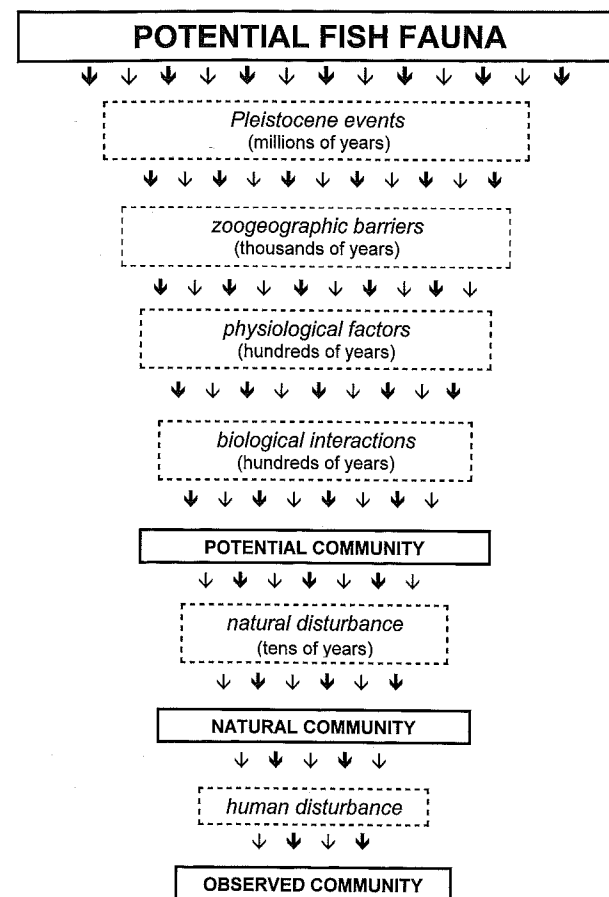 POTENTIAL FISH FAUNA
Pleistocene events
(millions of years)
zoogeographic barriers
(thousands of years)
physiological factors
(hundreds of years)
biological interactions
(hundreds of years)
POTENTIAL COMMUNITY
natural disturbance
(tens of years)
NATURAL COMMUNITY
human disturbance
OBSERVED COMMUNITY